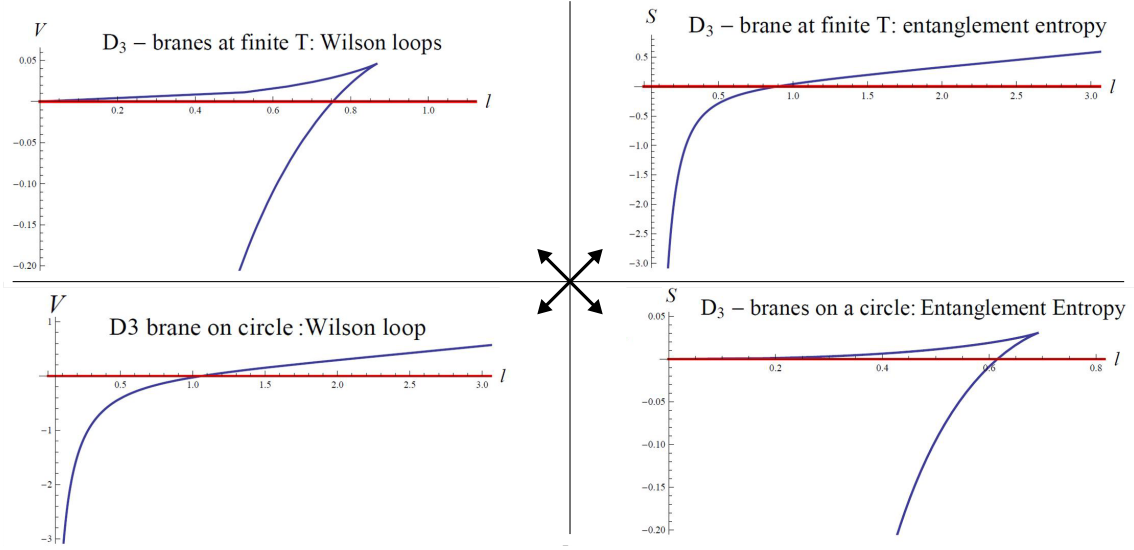 V
D₃ – branes at finite T: Wilson loops
0.05
0.2 0.4 0.6 0.8 1.0 l
−0.05
−0.10
−0.15
−0.20
S
D₃ – brane at finite T: entanglement entropy
0.5
0.5 1.0 1.5 2.0 2.5 3.0 l
−0.5
−1.0
−1.5
−2.0
−2.5
−3.0
V
D3 brane on circle : Wilson loop
1
0.5 1.0 1.5 2.0 2.5 3.0 l
−1
−2
−3
S
D₃ – branes on a circle: Entanglement Entropy
0.05
0.2 0.4 0.6 0.8 l
−0.05
−0.10
−0.15
−0.20